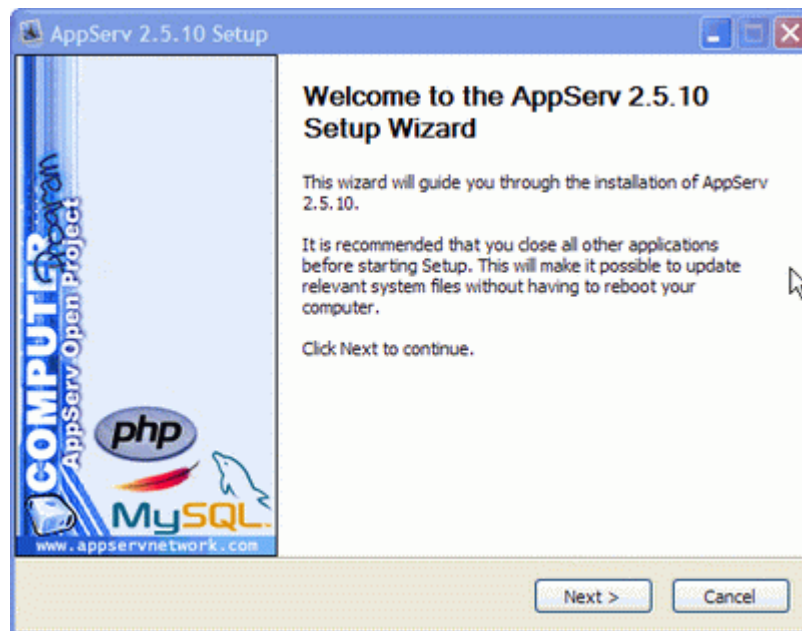 AppServ 2.5.10 Setup
Welcome to the AppServ 2.5.10
Setup Wizard
This wizard will guide you through the installation of AppServ
2.5.10.
It is recommended that you close all other applications
before starting Setup. This will make it possible to update
relevant system files without having to reboot your
computer.
Click Next to continue.
COMPUTER
Program
AppServ Open Project
php
MySQL
www.appservnetwork.com
Next >
Cancel